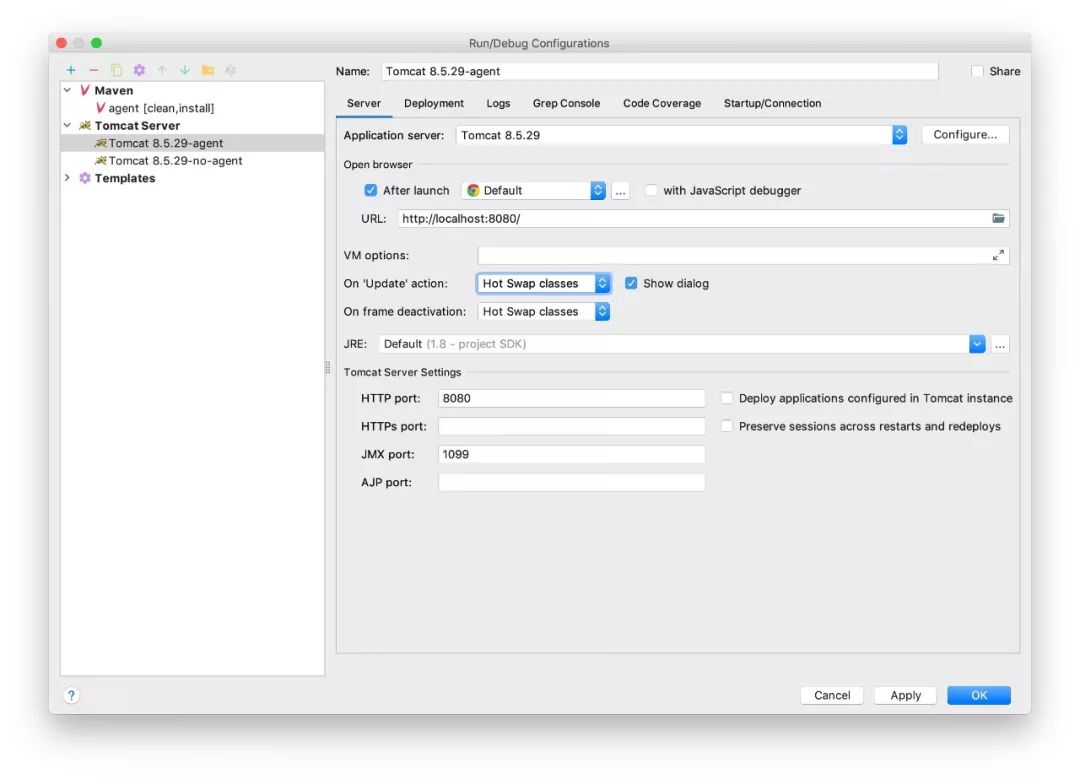 Run/Debug Configurations
Name: Tomcat 8.5.29-agent Share
Maven
agent [clean,install]
Tomcat Server
Tomcat 8.5.29-agent
Tomcat 8.5.29-no-agent
Templates
Server Deployment Logs Grep Console Code Coverage Startup/Connection
Application server: Tomcat 8.5.29 Configure...
Open browser
After launch Default ... with JavaScript debugger
URL: http://localhost:8080/
VM options:
On 'Update' action: Hot Swap classes Show dialog
On frame deactivation: Hot Swap classes
JRE: Default (1.8 - project SDK) ...
Tomcat Server Settings
HTTP port: 8080 Deploy applications configured in Tomcat instance
HTTPs port: Preserve sessions across restarts and redeploys
JMX port: 1099
AJP port:
? Cancel Apply OK